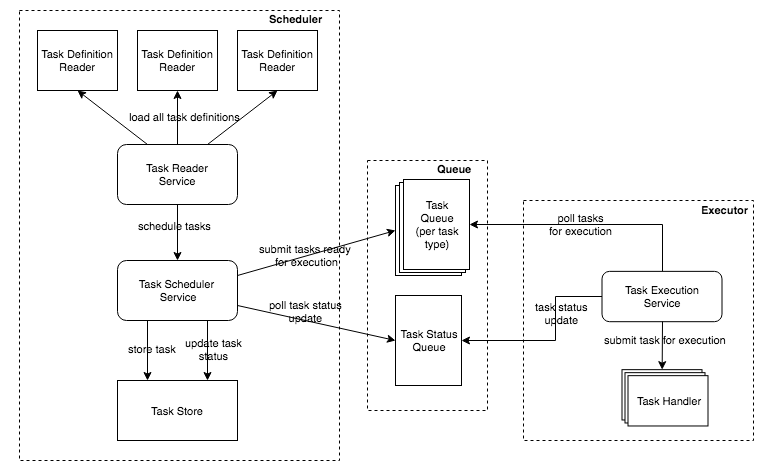 Scheduler
Task Definition
Reader
Task Definition
Reader
Task Definition
Reader
load all task definitions
Task Reader
Service
schedule tasks
Task Scheduler
Service
submit tasks ready
for execution
poll task status
update
store task
update task
status
Task Store
Queue
Task
Queue
(per task
type)
Task Status
Queue
Executor
poll tasks
for execution
Task Execution
Service
task status
update
submit task for execution
Task Handler